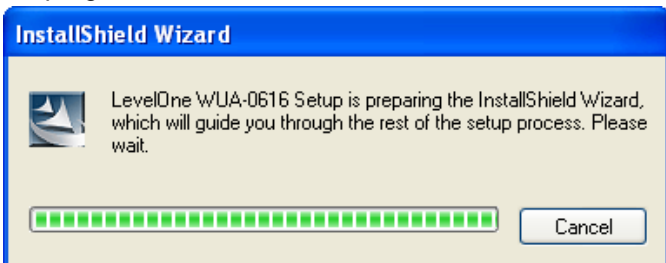 InstallShield Wizard
LevelOne WUA-0616 Setup is preparing the InstallShield Wizard,
which will guide you through the rest of the setup process. Please
wait.
Cancel